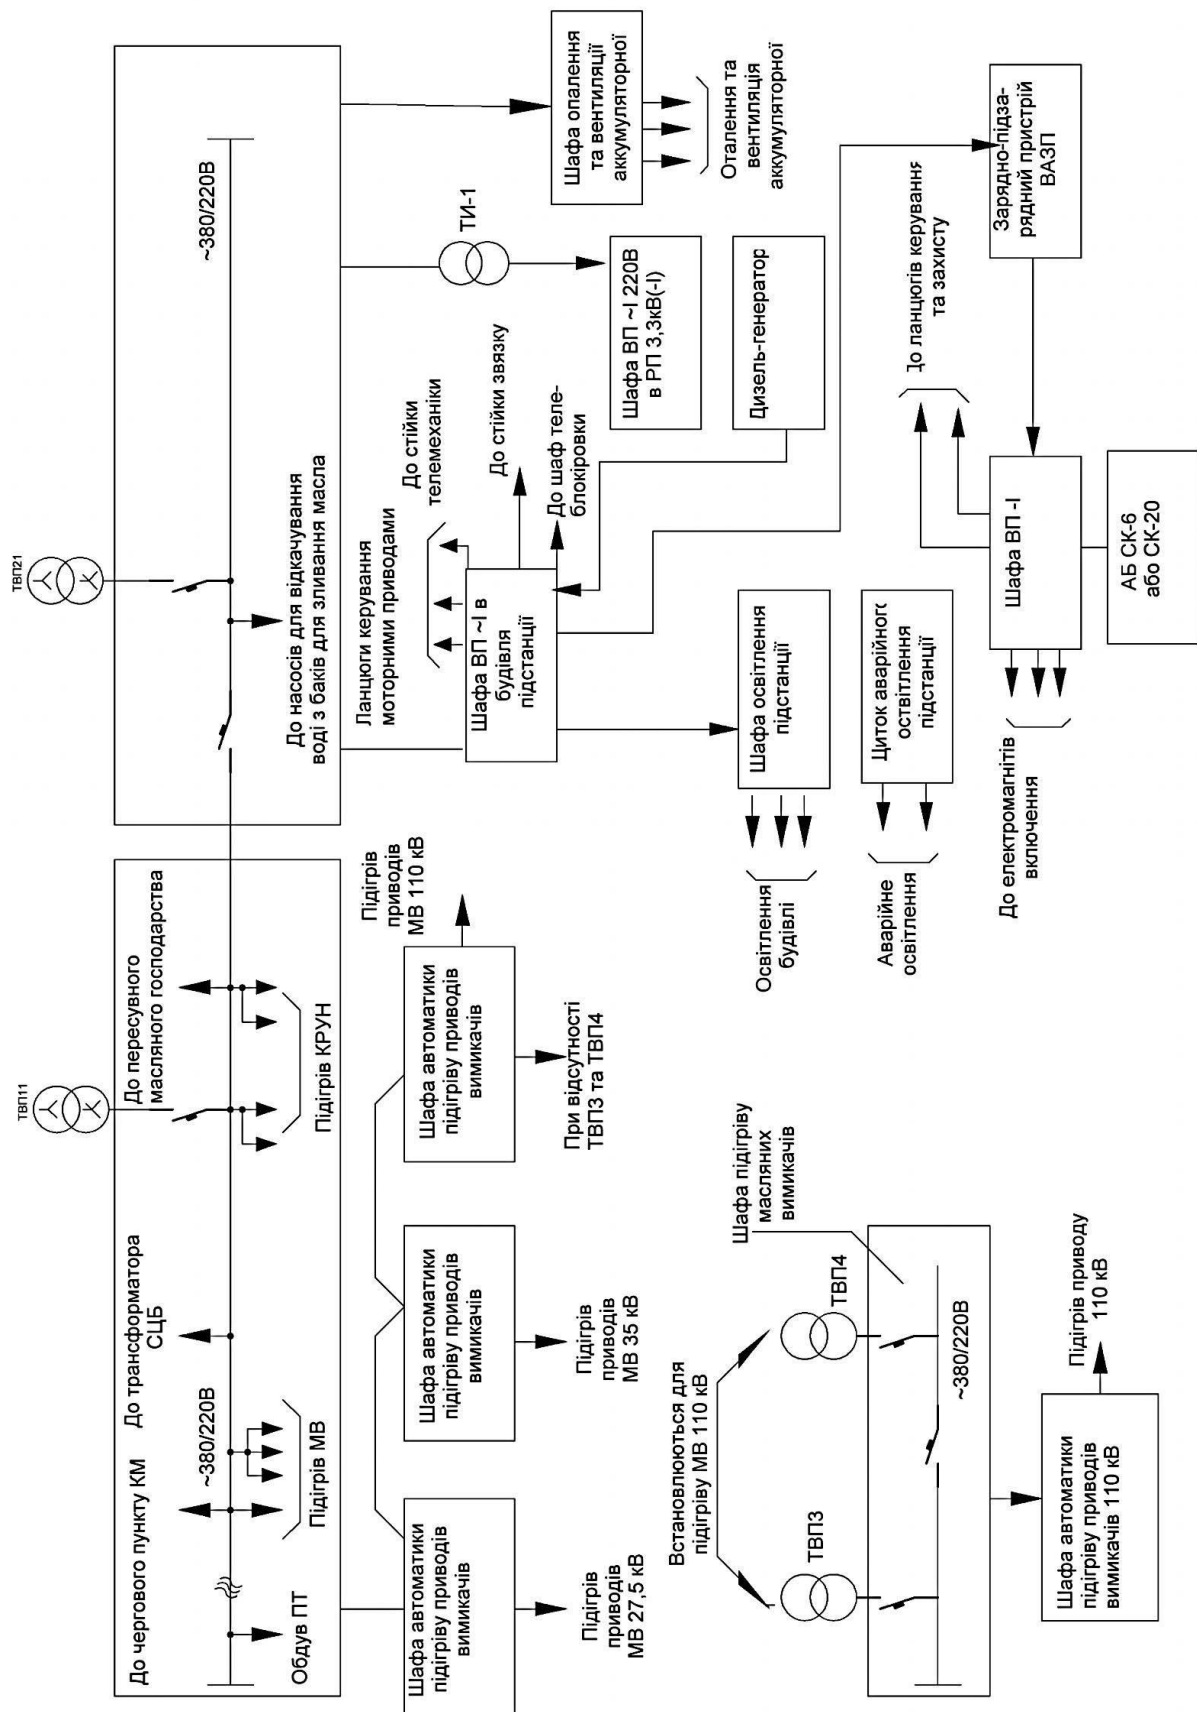 ТВП11
ТВП21
До чергового пункту КМ
До трансформатора
СЦБ
До пересувного
масляного господарства
~380/220В
~380/220В
Обдув ПТ
Підігрів МВ
Підігрів КРУН
До насосів для відкачування
воді з баків для зливання масла
Шафа автоматики
підігріву приводів
вимикачів
Підігрів
приводів
МВ 27,5 кВ
Шафа автоматики
підігріву приводів
вимикачів
Підігрів
приводів
МВ 35 кВ
Шафа автоматики
підігріву приводів
вимикачів
Підігрів
приводів
МВ 110 кВ
При відсутності
ТВП3 та ТВП4
Ланцюги керування
моторними приводами
До стійки
телемеханіки
До стійки звязку
До шаф теле-
блокіровки
Шафа ВП ~І в
будівля
підстанції
ТИ-1
Шафа ВП ~І 220В
в РП 3,3кВ(-І)
Шафа опалення
та вентиляції
аккумуляторної
Оталення та
вентиляція
аккумуляторної
Дизель-генератор
Шафа освітлення
підстанції
Освітлення
будівлі
Циток аварійного
оствітлення
підстанції
Аварійне
освітлення
До ланцюгів керування
та захисту
Зарядно-підза-
рядний пристрій
ВАЗП
Шафа ВП -І
До електромагнітів
включення
АБ СК-6
або СК-20
Встановлюються для
підігріву МВ 110 кВ
ТВП3
ТВП4
Шафа підігріву
масляних
вимикачів
~380/220В
Шафа автоматики
підігріву приводів
вимикачів 110 кВ
Підігрів приводу
110 кВ